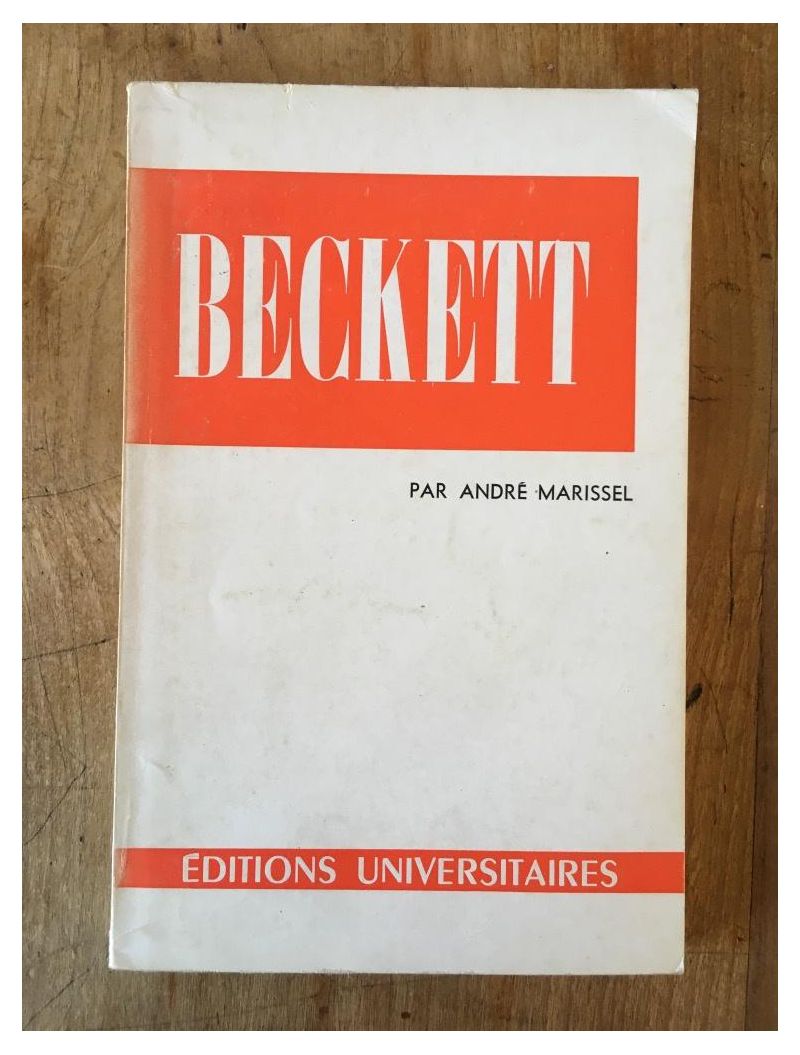 BECKETT
PAR ANDRÉ MARISSEL
ÉDITIONS UNIVERSITAIRES